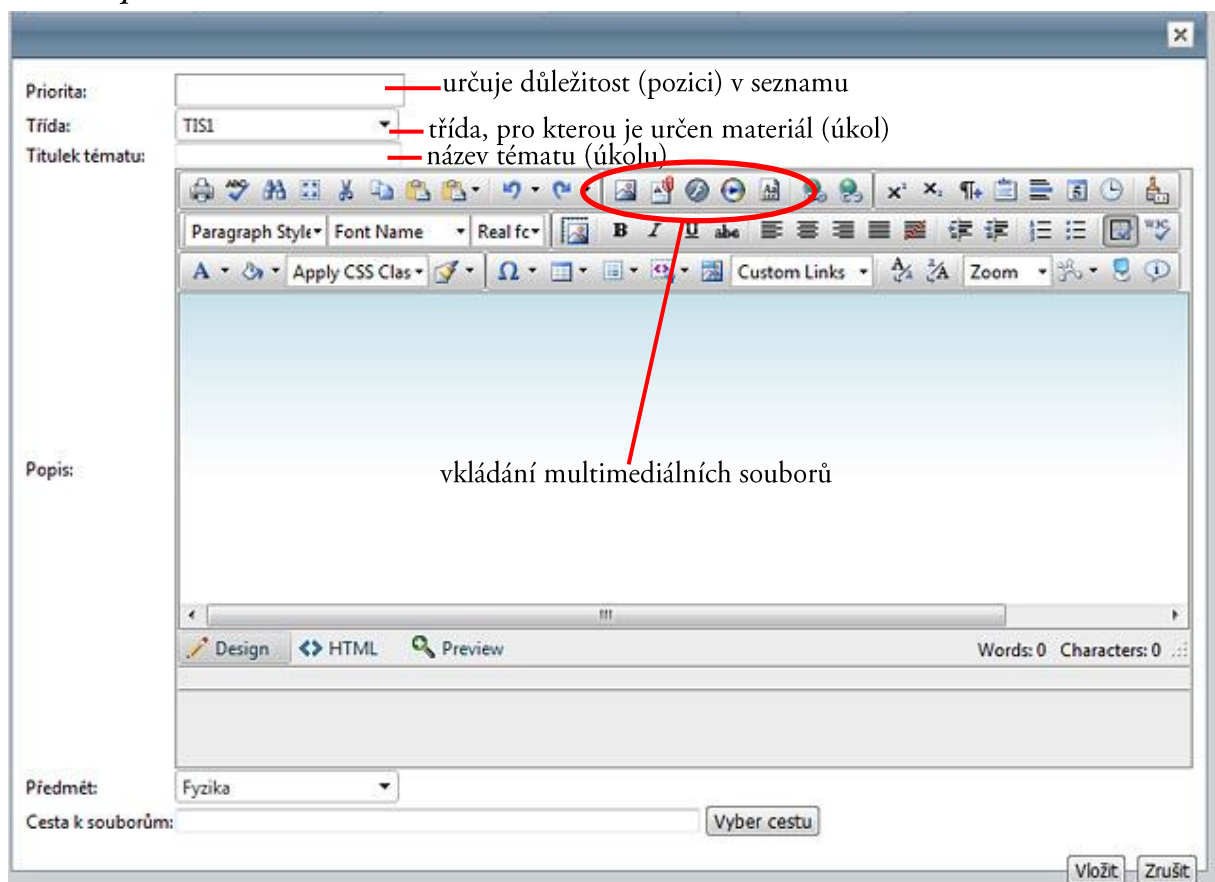 Priorita: určuje důležitost (pozici) v seznamu
Třída: TIS1 třída, pro kterou je určen materiál (úkol)
Titulek tématu: název tématu (úkolu)
Paragraph Style Font Name Real fc B I U abc W3C
A Apply CSS Clas Ω Custom Links Zoom
Popis: vkládání multimediálních souborů
Design HTML Preview Words: 0 Characters: 0
Předmět: Fyzika
Cesta k souborům: Vyber cestu
Vložit Zrušit